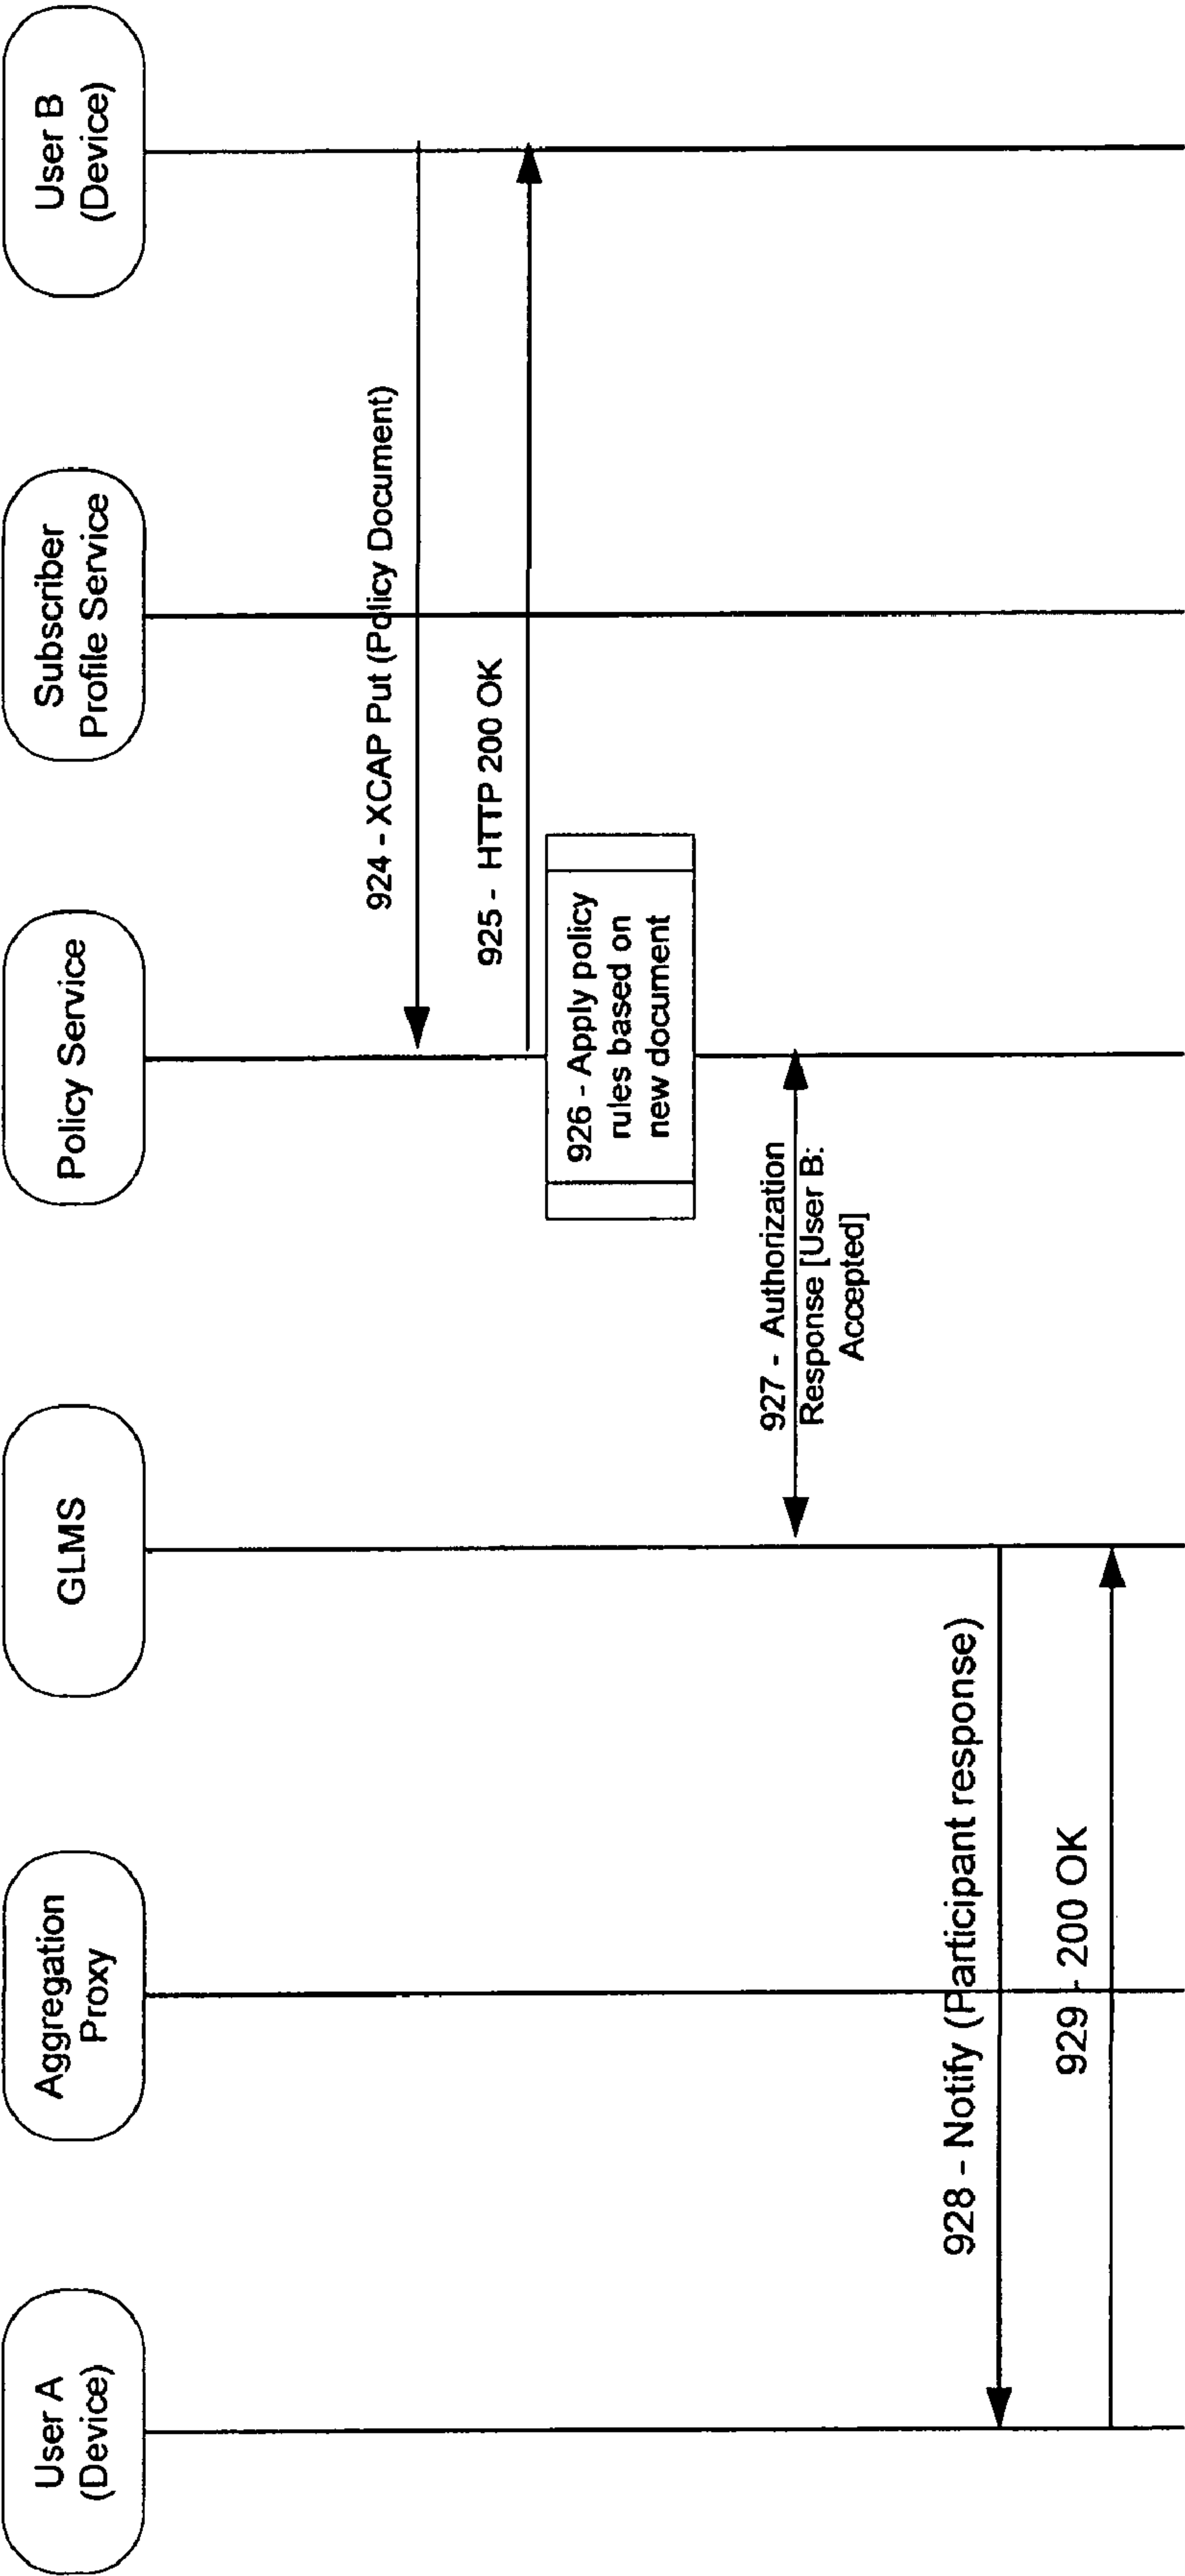 User A
(Device)
Aggregation
Proxy
GLMS
Policy Service
Subscriber
Profile Service
User B
(Device)
924 - XCAP Put (Policy Document)
925 - HTTP 200 OK
926 - Apply policy
rules based on
new document
927 - Authorization
Response [User B:
Accepted]
928 - Notify (Participant response)
929 - 200 OK